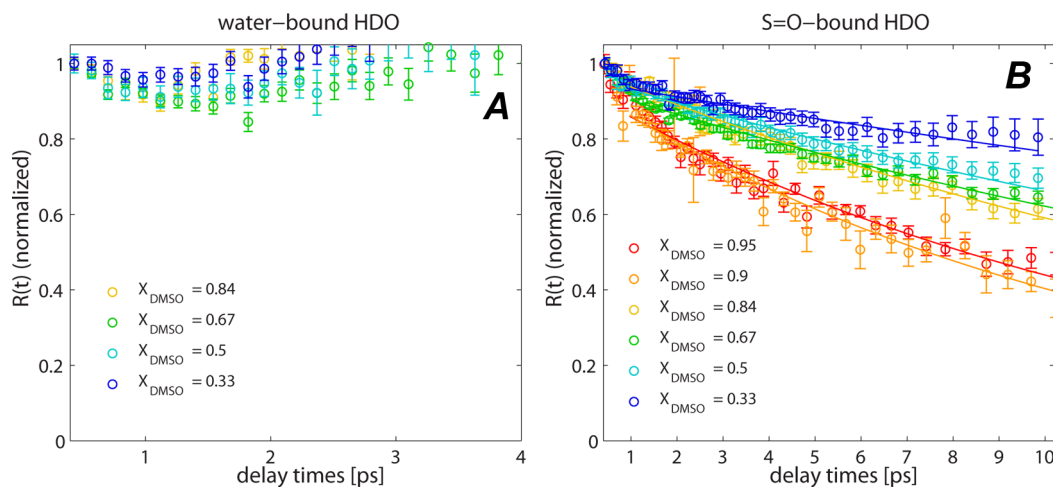 water–bound HDO
1
0.8
0.6
0.4
0.2
0
R(t) (normalized)
A
X DMSO = 0.84
X DMSO = 0.67
X DMSO = 0.5
X DMSO = 0.33
1 2 3 4
delay times [ps]
S=O–bound HDO
1
0.8
0.6
0.4
0.2
0
R(t) (normalized)
B
X DMSO = 0.95
X DMSO = 0.9
X DMSO = 0.84
X DMSO = 0.67
X DMSO = 0.5
X DMSO = 0.33
1 2 3 4 5 6 7 8 9 10
delay times [ps]